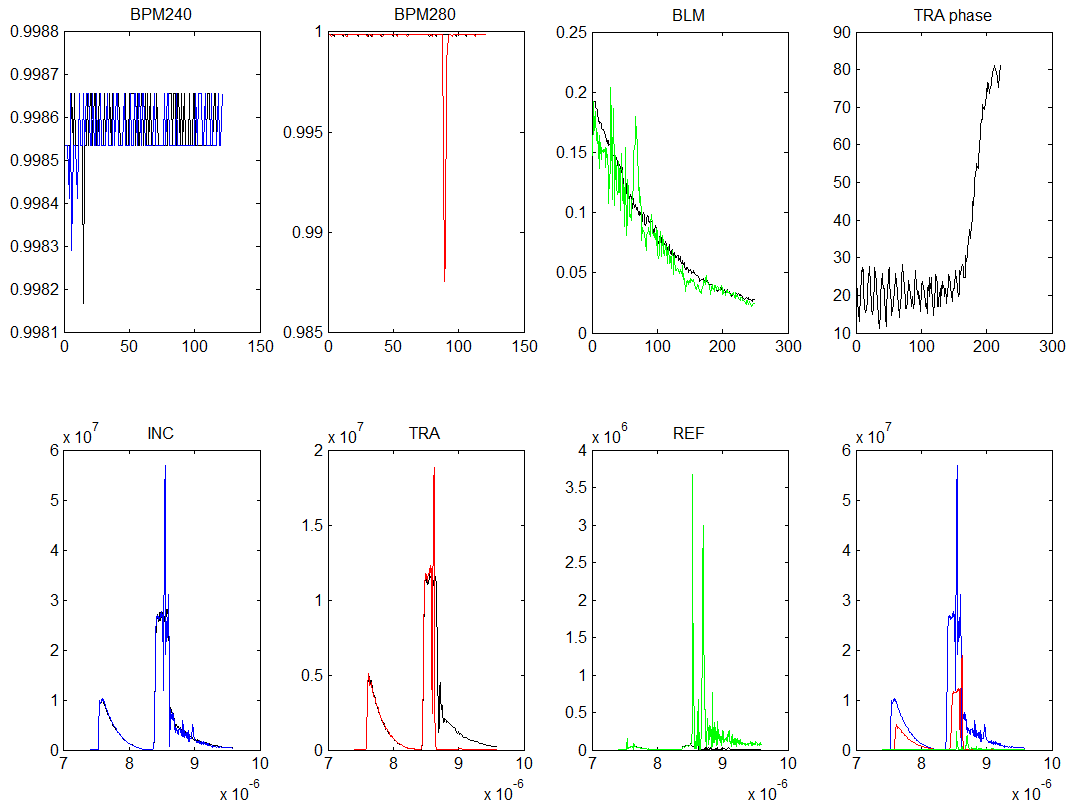 BPM240 BPM280 BLM TRA phase
0.9988 1 0.25 90
0.9987 0.2 80
0.9986 0.995 70
0.9985 0.15 60
0.9984 0.99 50
0.9983 0.1 40
0.9982 0.05 30
0.9981 0.985 0 20
10
0 50 100 150 0 50 100 150 0 100 200 300 0 100 200 300
x 10^7 INC x 10^7 TRA x 10^6 REF x 10^7
6 2 4 6
5 1.5 3.5 5
4 3 4
3 1 2.5 3
2 0.5 2 2
1 1.5 1
0 0 1 0
0.5
0
7 8 9 10 7 8 9 10 7 8 9 10 7 8 9 10
x 10^-6 x 10^-6 x 10^-6 x 10^-6